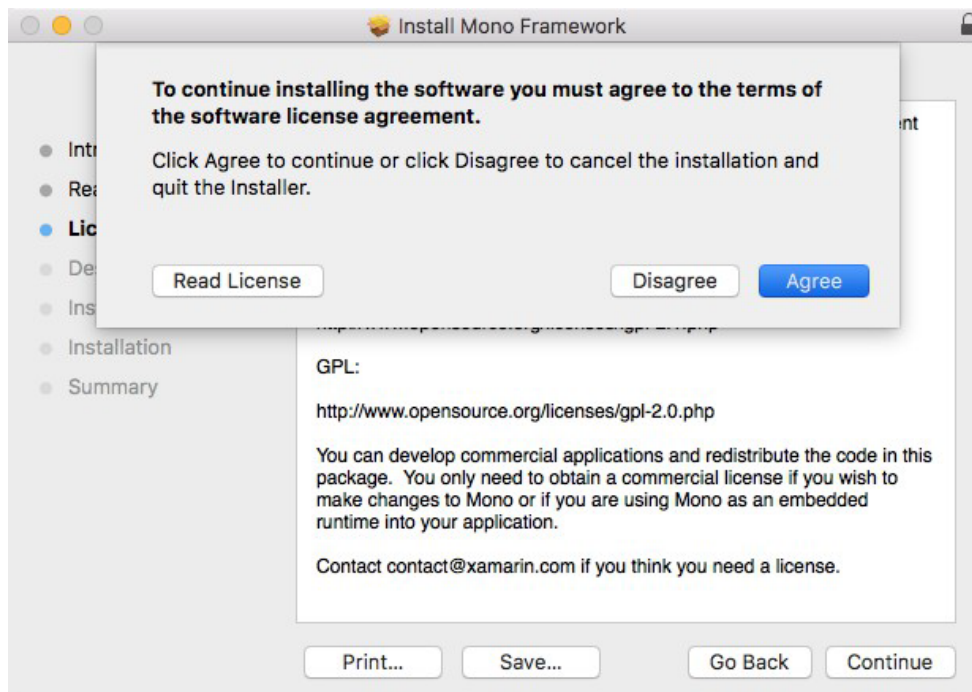 Install Mono Framework
To continue installing the software you must agree to the terms of
the software license agreement.
Click Agree to continue or click Disagree to cancel the installation and
quit the Installer.
Read License
Disagree
Agree
Installation
Summary
GPL:
http://www.opensource.org/licenses/gpl-2.0.php
You can develop commercial applications and redistribute the code in this
package. You only need to obtain a commercial license if you wish to
make changes to Mono or if you are using Mono as an embedded
runtime into your application.
Contact contact@xamarin.com if you think you need a license.
Print...
Save...
Go Back
Continue